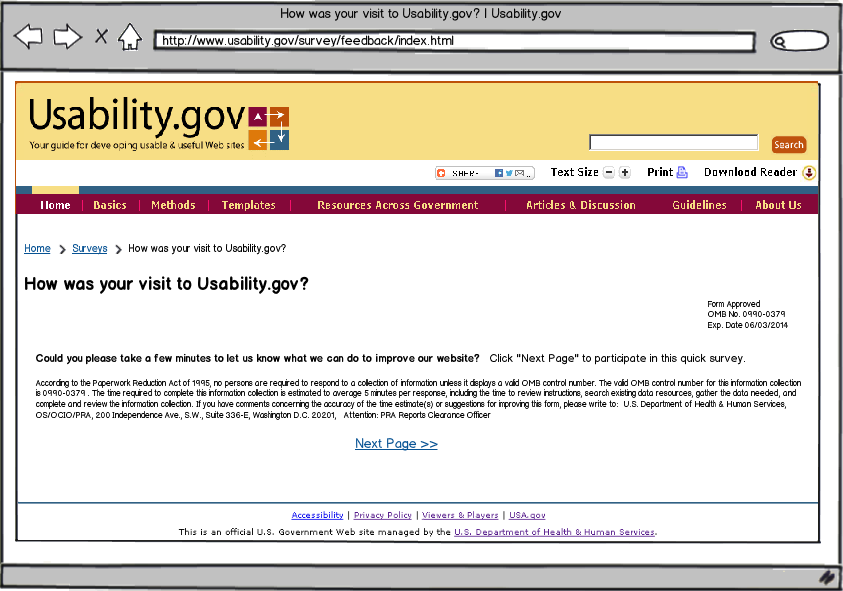 How was your visit to Usability.gov? | Usability.gov
http://www.usability.gov/survey/feedback/index.html
Usability.gov
Your guide for developing usable & useful Web sites
Search
SHARE
Text Size
Print
Download Reader
Home Basics Methods Templates Resources Across Government Articles & Discussion Guidelines About Us
Home Surveys How was your visit to Usability.gov?
How was your visit to Usability.gov?
Form Approved
OMB No. 0990-0379
Exp. Date 06/03/2014
Could you please take a few minutes to let us know what we can do to improve our website? Click "Next Page" to participate in this quick survey.
According to the Paperwork Reduction Act of 1995, no persons are required to respond to a collection of information unless it displays a valid OMB control number. The valid OMB control number for this information collection
is 0990-0379 . The time required to complete this information collection is estimated to average 5 minutes per response, including the time to review instructions, search existing data resources, gather the data needed, and
complete and review the information collection. If you have comments concerning the accuracy of the time estimate(s) or suggestions for improving this form, please write to: U.S. Department of Health & Human Services,
OS/OCIO/PRA, 200 Independence Ave., S.W., Suite 336-E, Washington D.C. 20201, Attention: PRA Reports Clearance Officer
Next Page >>
Accessibility | Privacy Policy | Viewers & Players | USA.gov
This is an official U.S. Government Web site managed by the U.S. Department of Health & Human Services.